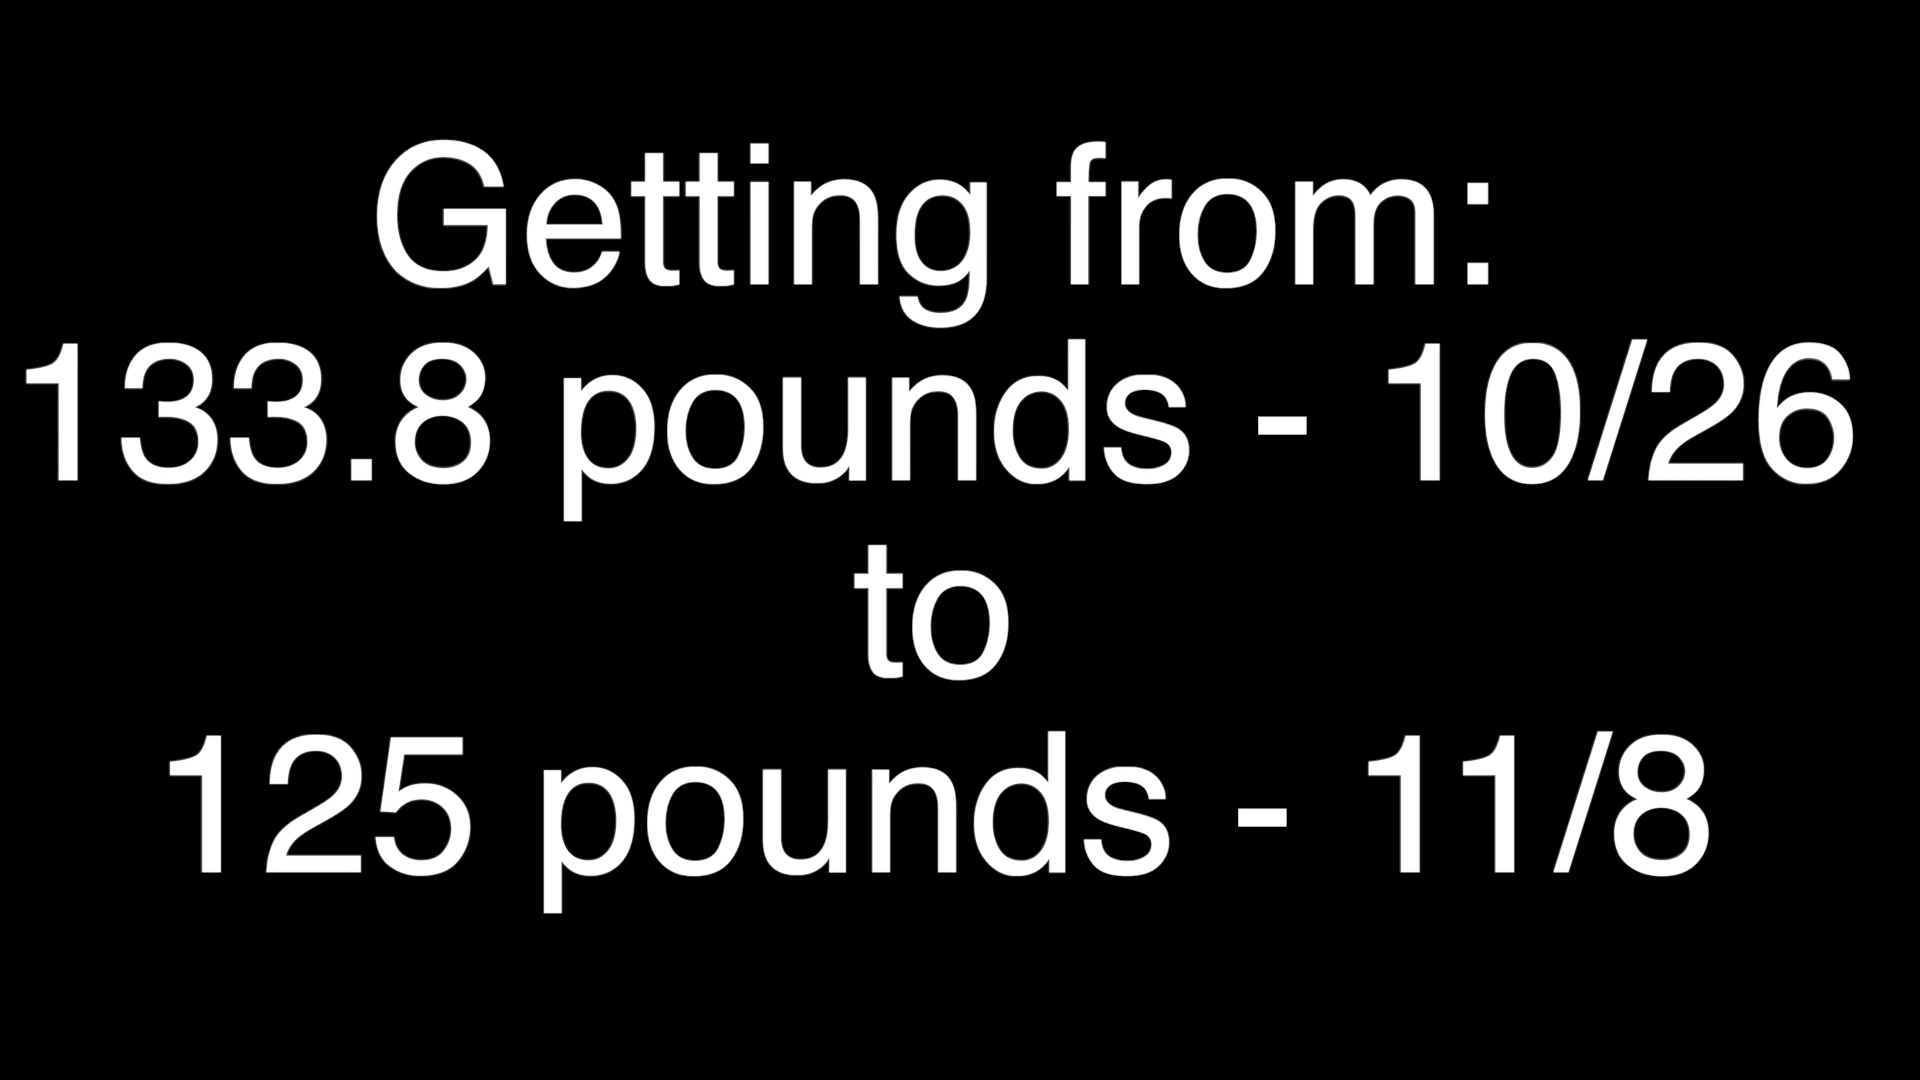 Getting from:
133.8 pounds - 10/26
to
125 pounds - 11/8